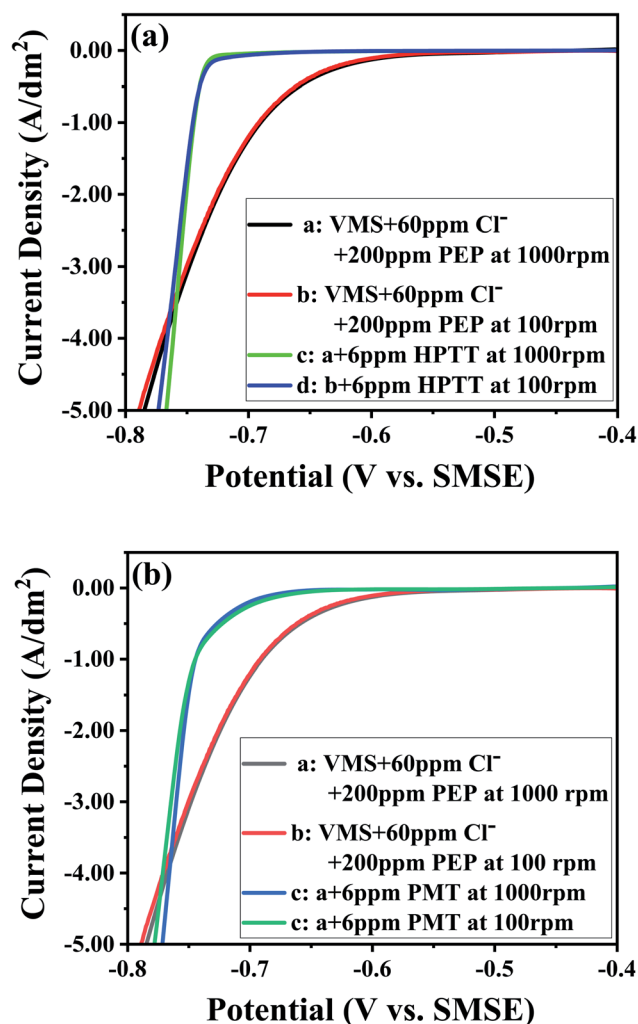 (a)
0.00
-1.00
-2.00
-3.00
-4.00
-5.00
Current Density (A/dm²)
a: VMS+60ppm Cl⁻
+200ppm PEP at 1000rpm
b: VMS+60ppm Cl⁻
+200ppm PEP at 100rpm
c: a+6ppm HPTT at 1000rpm
d: b+6ppm HPTT at 100rpm
-0.8 -0.7 -0.6 -0.5 -0.4
Potential (V vs. SMSE)
(b)
0.00
-1.00
-2.00
-3.00
-4.00
-5.00
Current Density (A/dm²)
a: VMS+60ppm Cl⁻
+200ppm PEP at 1000 rpm
b: VMS+60ppm Cl⁻
+200ppm PEP at 100 rpm
c: a+6ppm PMT at 1000rpm
c: a+6ppm PMT at 100rpm
-0.8 -0.7 -0.6 -0.5 -0.4
Potential (V vs. SMSE)